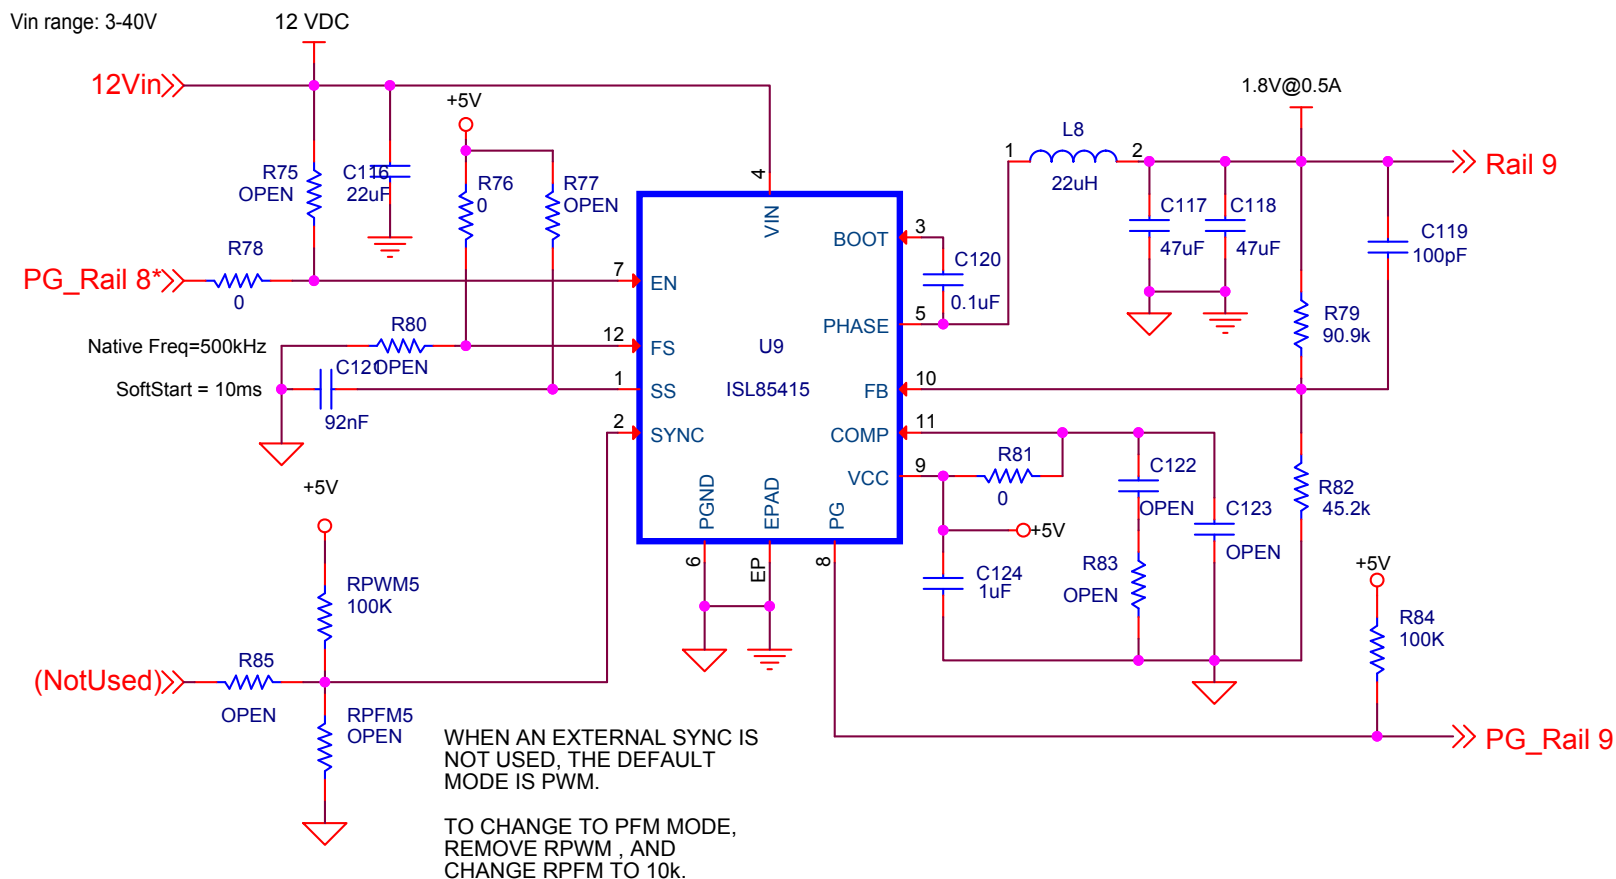 Vin range: 3-40V
12 VDC
12Vin
+5V
1.8V@0.5A
L8
1
2
22uH
Rail 9
R75
OPEN
C116
22uF
R76
0
R77
OPEN
4
VIN
BOOT
3
C117
47uF
C118
47uF
C119
100pF
R78
0
PG_Rail 8*
7
EN
C120
0.1uF
PHASE
5
R80
OPEN
Native Freq=500kHz
12
FS
U9
R79
90.9k
C121
SoftStart = 10ms
92nF
1
SS
ISL85415
FB
10
2
SYNC
COMP
11
VCC
9
R81
0
PGND
EPAD
PG
6
EP
8
+5V
C122
OPEN
C123
OPEN
R82
45.2k
+5V
C124
1uF
R83
OPEN
+5V
R84
100K
RPWM5
100K
(NotUsed)
R85
OPEN
RPFM5
OPEN
PG_Rail 9
WHEN AN EXTERNAL SYNC IS
NOT USED, THE DEFAULT
MODE IS PWM.
TO CHANGE TO PFM MODE,
REMOVE RPWM , AND
CHANGE RPFM TO 10k.